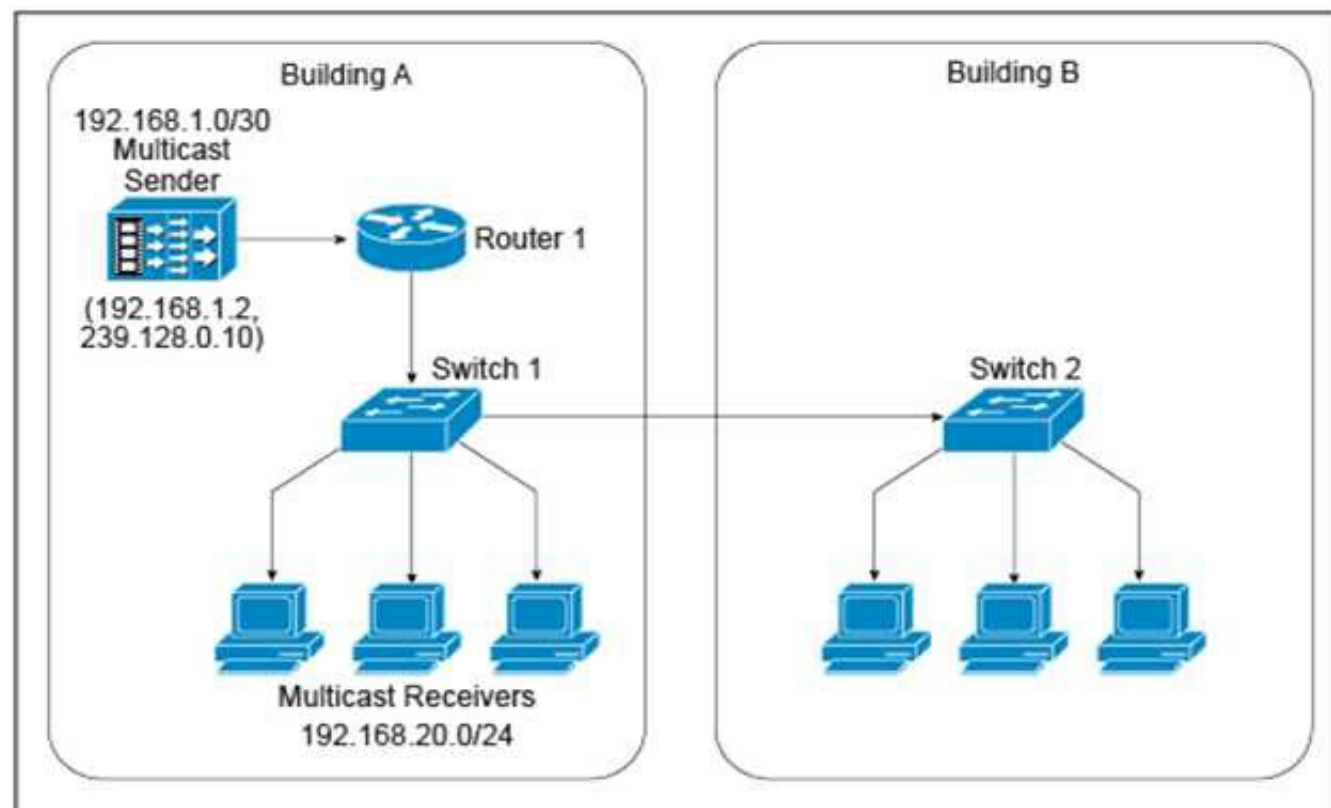 Building A
192.168.1.0/30
Multicast
Sender
Router 1
(192.168.1.2,
239.128.0.10)
Switch 1
Multicast Receivers
192.168.20.0/24
Building B
Switch 2